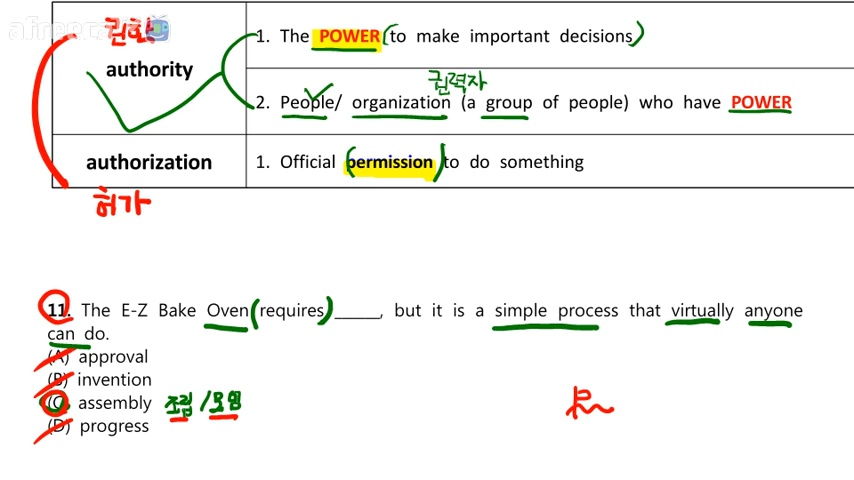 afreecaTV
권한
authority
1. The POWER (to make important decisions)
권력자
2. People/ organization (a group of people) who have POWER
authorization
1. Official (permission) to do something
허가
11. The E-Z Bake Oven (requires) _____, but it is a simple process that virtually anyone
can do.
(A) approval
(B) invention
(C) assembly 조립 / 모임
(D) progress